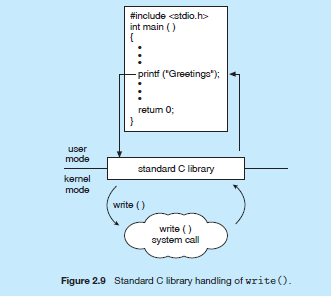 #include <stdio.h>
int main ( )
{
•
•
•
printf ("Greetings");
•
•
•
return 0;
}
user
mode
standard C library
kernel
mode
write ( )
write ( )
system call
Figure 2.9 Standard C library handling of write().